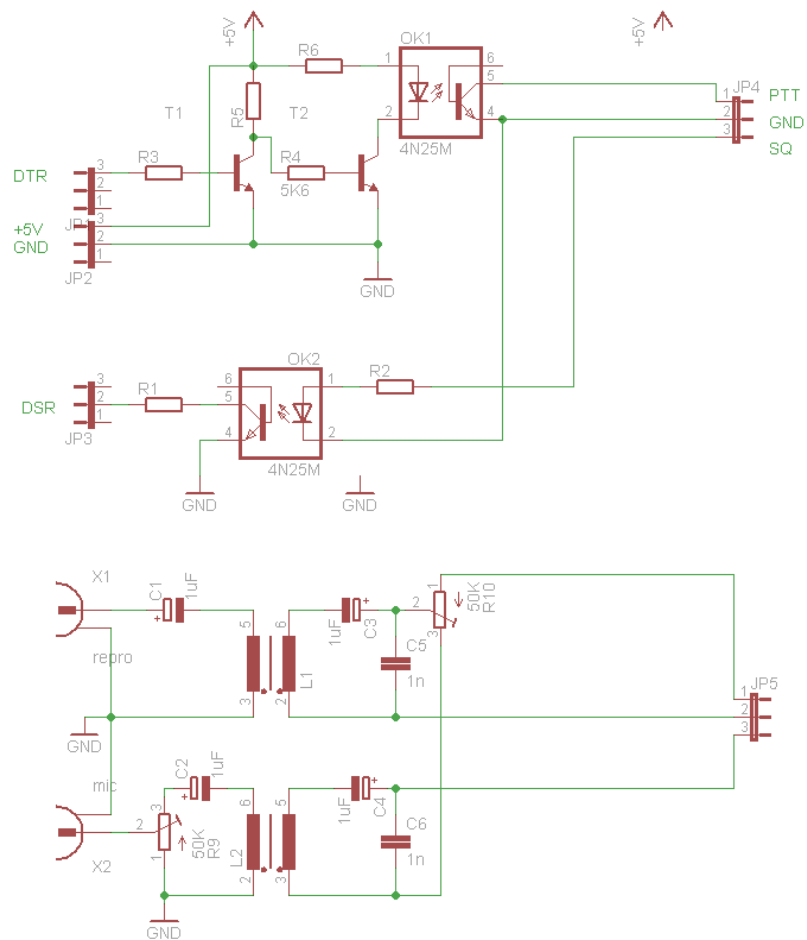 +5V
+5V
OK1
R6
1
6
5
JP4
PTT
1
T1
R5
T2
2
4
2
GND
3
SQ
4N25M
3
R3
R4
DTR
2
5K6
1
JP1
3
+5V
2
GND
1
JP2
GND
OK2
3
R1
6
1
R2
DSR
2
5
1
JP3
4
2
4N25M
GND
GND
X1
C1
1uF
1
50K
R10
2
5
6
1uF
C3
3
repro
C5
L1
1n
JP5
3
2
1
2
GND
3
C2
1uF
mic
3
6
5
1uF
C4
2
50K
R9
C6
1
L2
1n
X2
3
2
GND